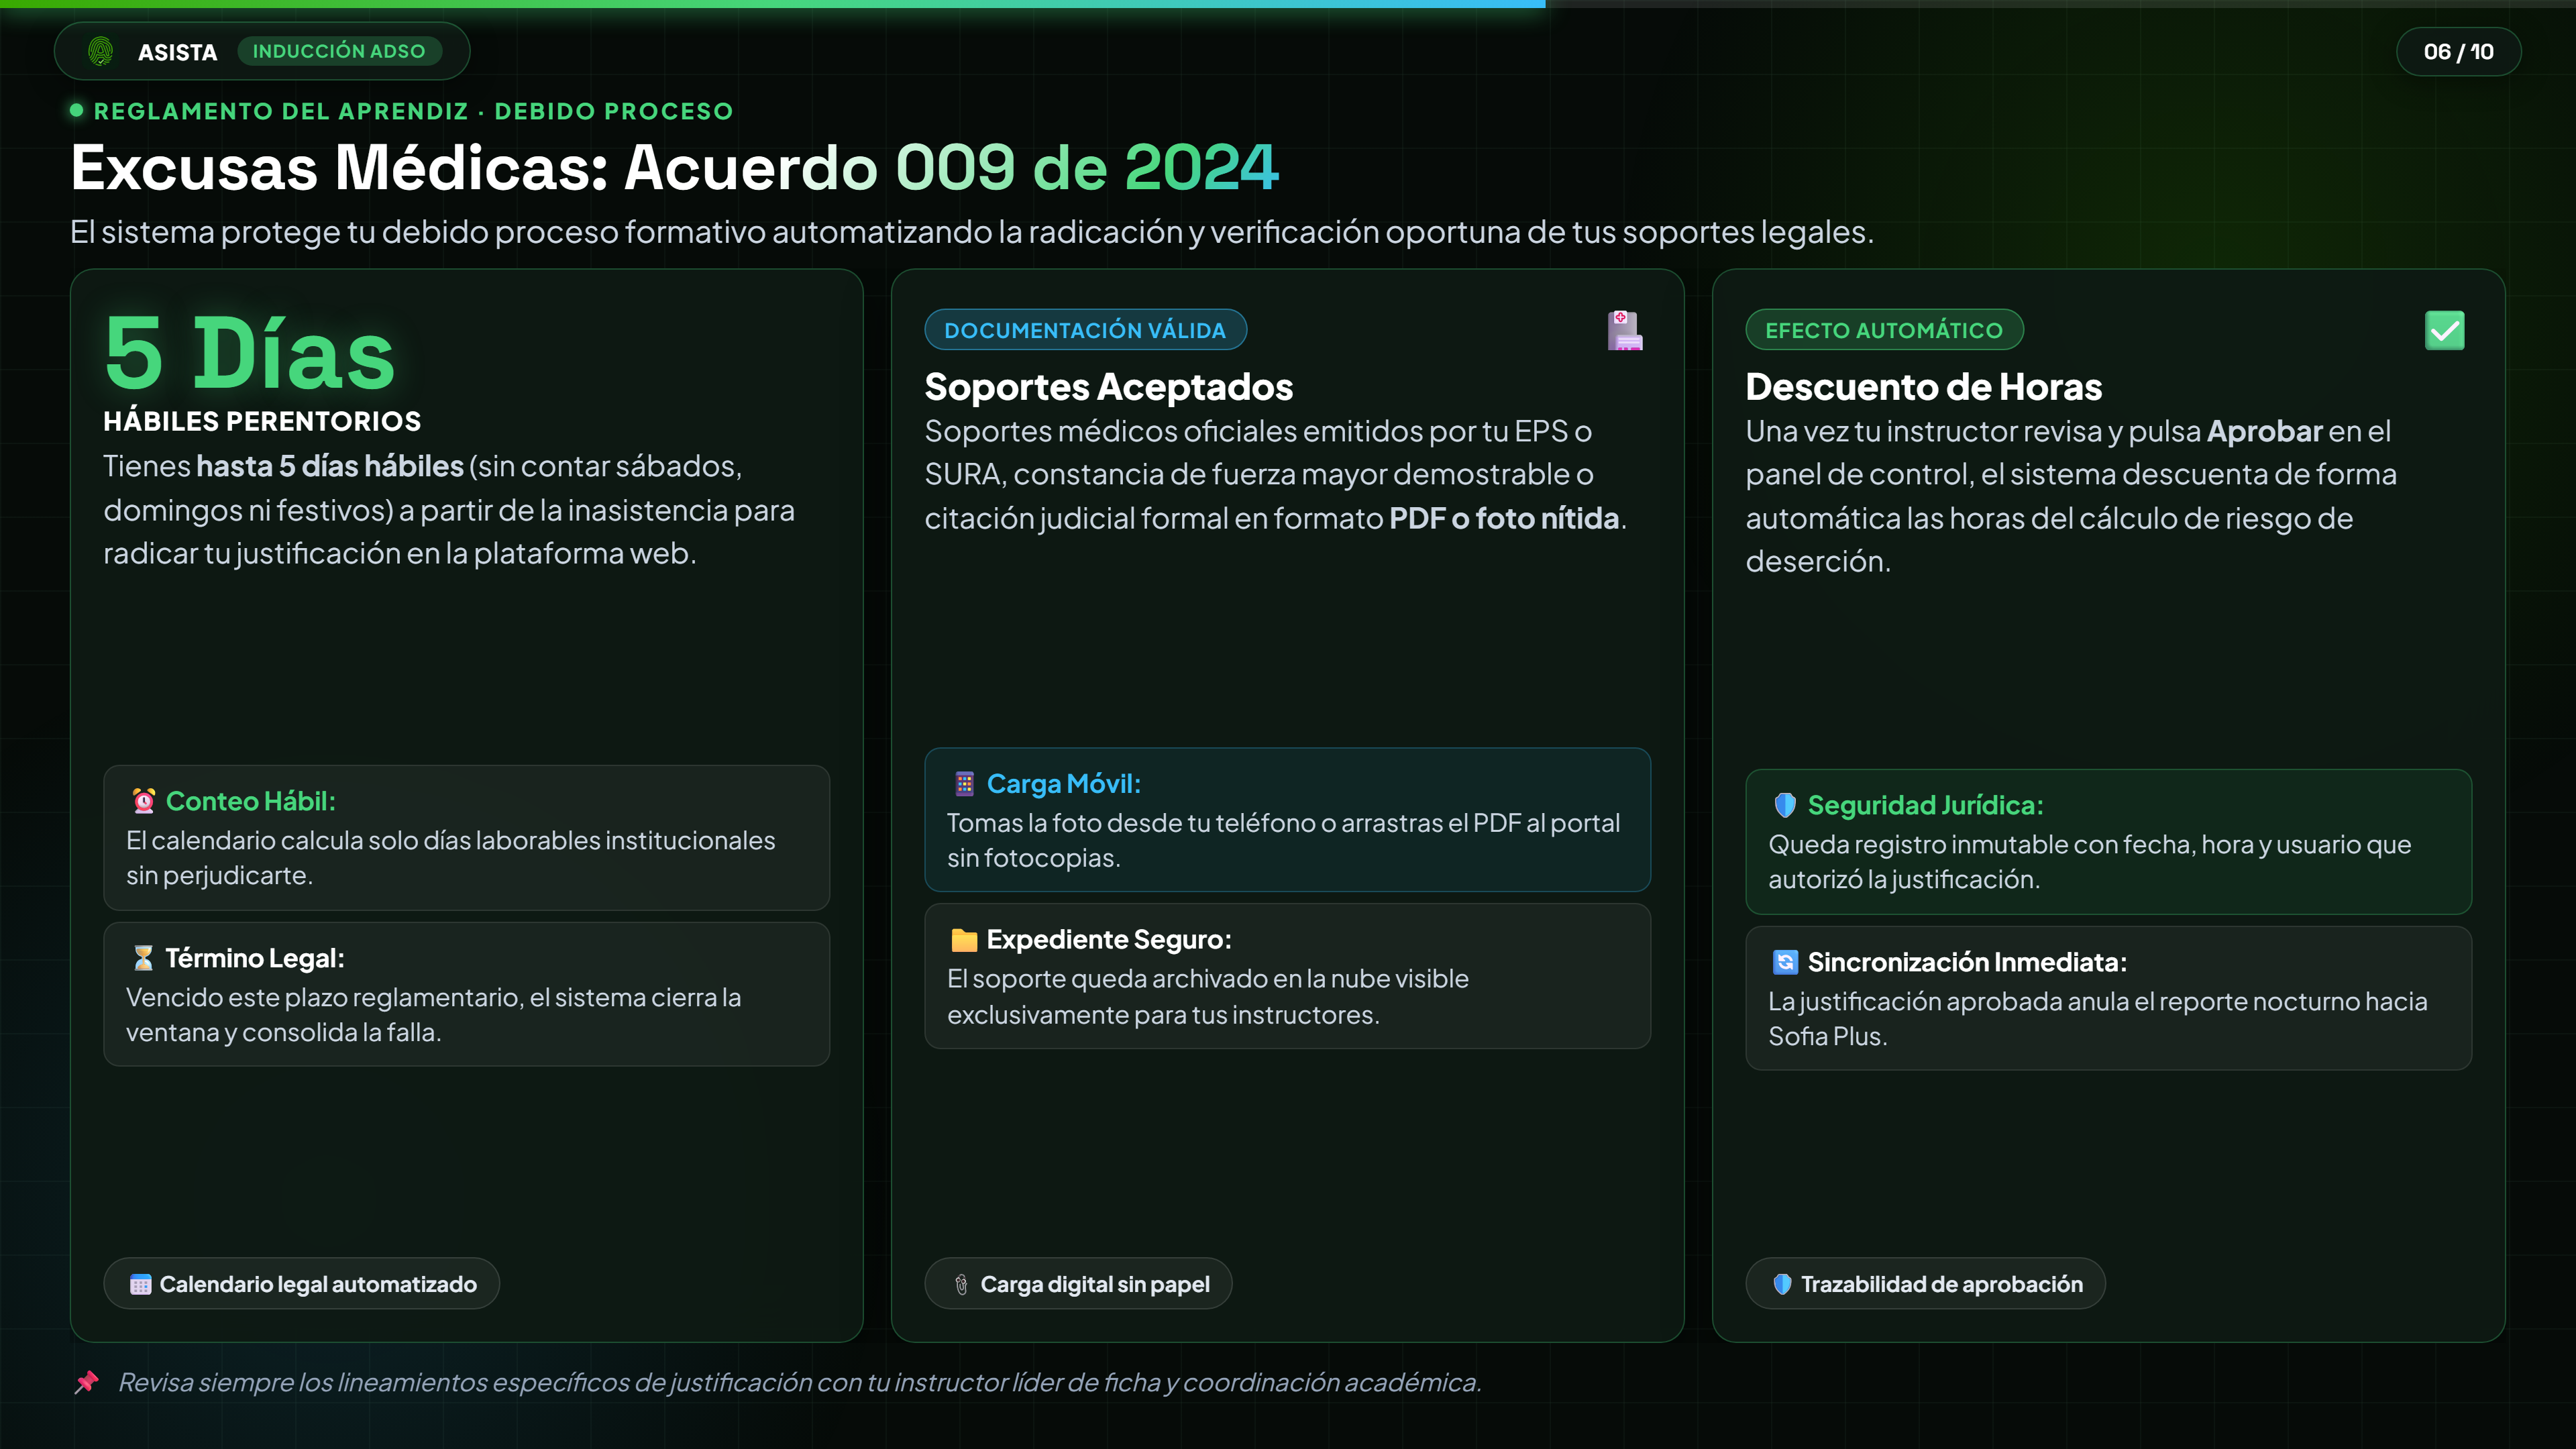 ASISTA INDUCCIÓN ADSO
06 / 10
REGLAMENTO DEL APRENDIZ · DEBIDO PROCESO
Excusas Médicas: Acuerdo 009 de 2024
El sistema protege tu debido proceso formativo automatizando la radicación y verificación oportuna de tus soportes legales.
5 Días
HÁBILES PERENTORIOS
Tienes hasta 5 días hábiles (sin contar sábados,
domingos ni festivos) a partir de la inasistencia para
radicar tu justificación en la plataforma web.
Conteo Hábil:
El calendario calcula solo días laborables institucionales
sin perjudicarte.
Término Legal:
Vencido este plazo reglamentario, el sistema cierra la
ventana y consolida la falla.
Calendario legal automatizado
DOCUMENTACIÓN VÁLIDA
Soportes Aceptados
Soportes médicos oficiales emitidos por tu EPS o
SURA, constancia de fuerza mayor demostrable o
citación judicial formal en formato PDF o foto nítida.
Carga Móvil:
Tomas la foto desde tu teléfono o arrastras el PDF al portal
sin fotocopias.
Expediente Seguro:
El soporte queda archivado en la nube visible
exclusivamente para tus instructores.
Carga digital sin papel
EFECTO AUTOMÁTICO
Descuento de Horas
Una vez tu instructor revisa y pulsa Aprobar en el
panel de control, el sistema descuenta de forma
automática las horas del cálculo de riesgo de
deserción.
Seguridad Jurídica:
Queda registro inmutable con fecha, hora y usuario que
autorizó la justificación.
Sincronización Inmediata:
La justificación aprobada anula el reporte nocturno hacia
Sofia Plus.
Trazabilidad de aprobación
Revisa siempre los lineamientos específicos de justificación con tu instructor líder de ficha y coordinación académica.